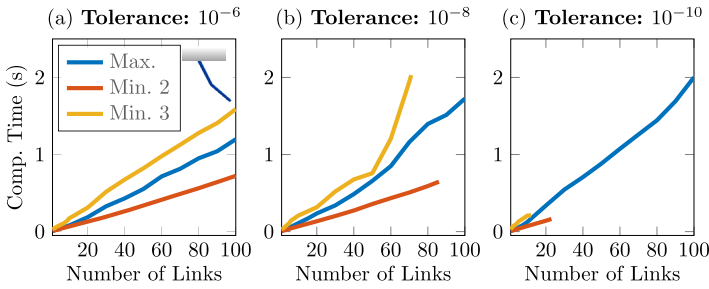 (a) Tolerance: 10⁻⁶
(b) Tolerance: 10⁻⁸
(c) Tolerance: 10⁻¹⁰
Comp. Time (s)
Max.
Min. 2
Min. 3
2
1
0
20 40 60 80 100
Number of Links
2
1
0
20 40 60 80 100
Number of Links
2
1
0
20 40 60 80 100
Number of Links